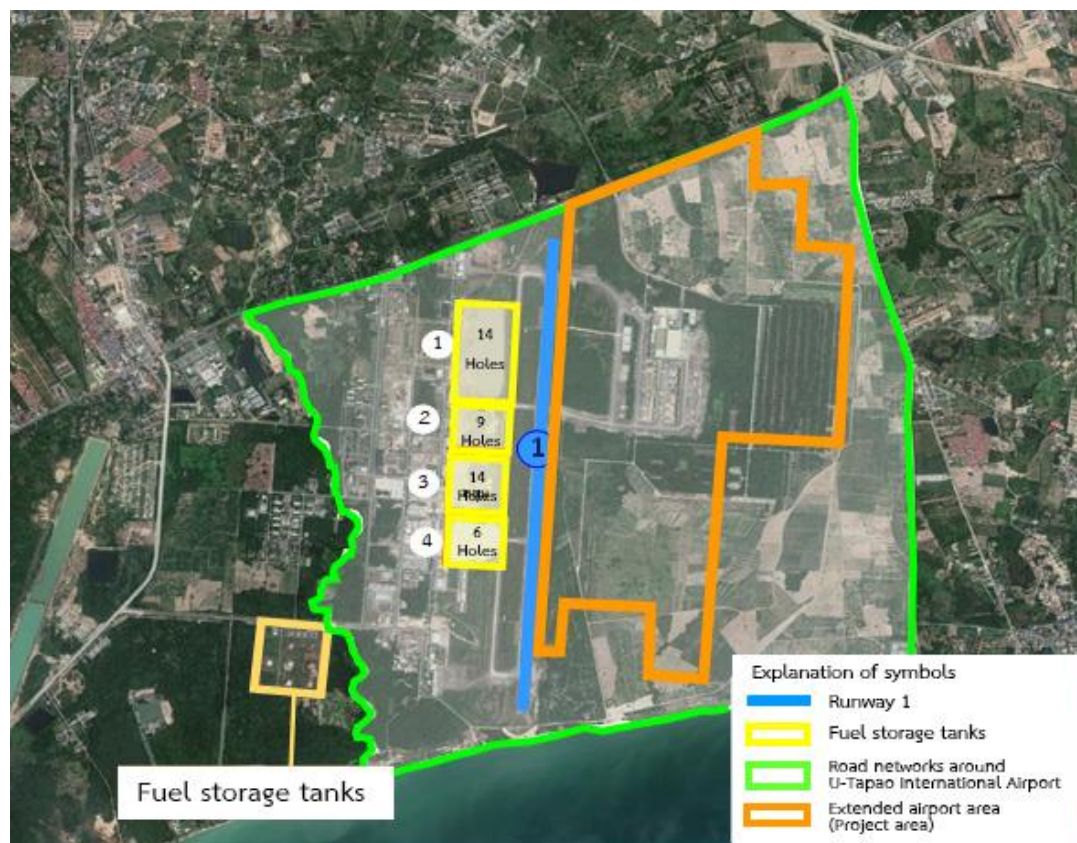 1
14
Holes
2
9
Holes
1
3
14
Holes
4
6
Holes
Fuel storage tanks
Explanation of symbols
Runway 1
Fuel storage tanks
Road networks around
U-Tapao International Airport
Extended airport area
(Project area)